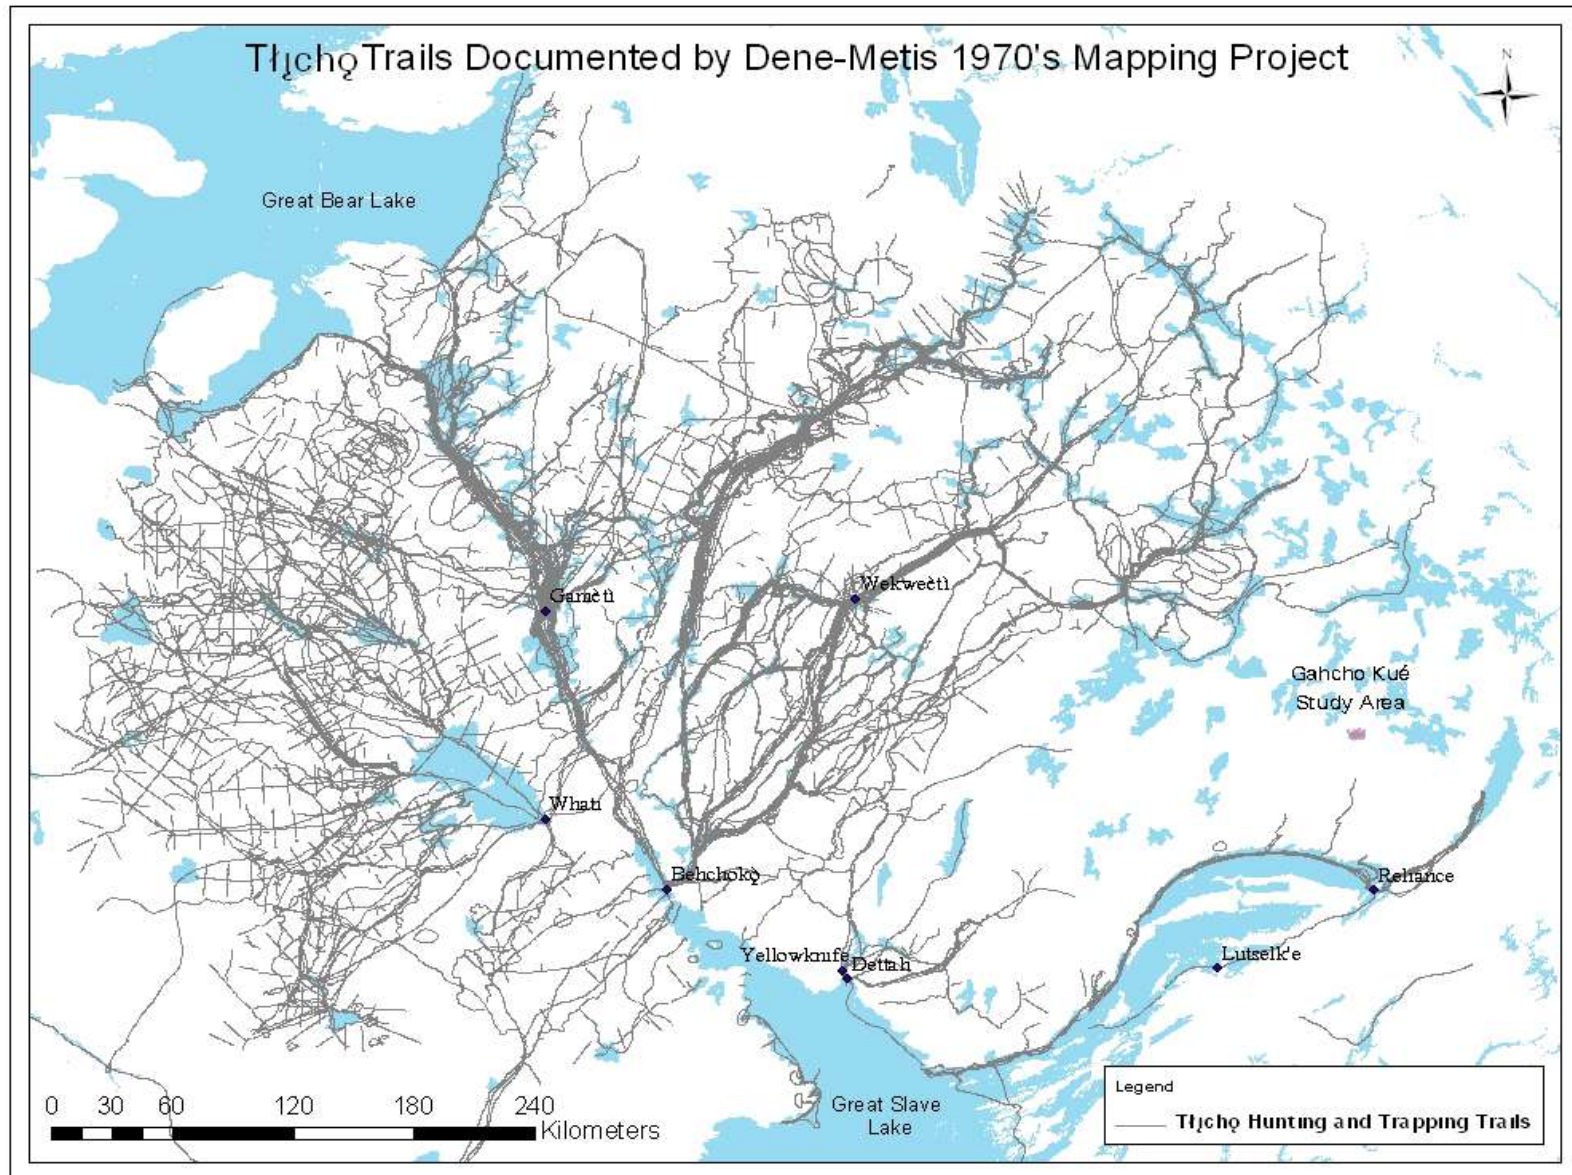 Tłı̨chǫ Trails Documented by Dene-Metis 1970's Mapping Project
N
Great Bear Lake
Gamètì
Wekweètì
Gahcho Kué
Study Area
Whatı
Behchokǫ̀
Reliance
Yellowknife
Dettah
Lutselk'e
Great Slave
Lake
0 30 60 120 180 240
Kilometers
Legend
Tłı̨chǫ Hunting and Trapping Trails